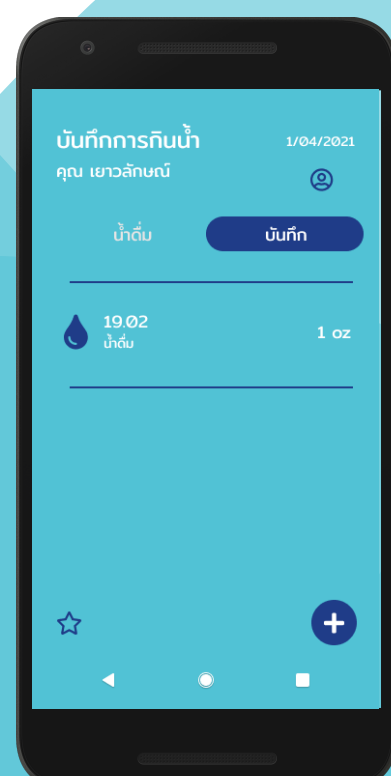 บันทึกการกินน้ำ
1/04/2021
คุณ เยาวลักษณ์
น้ำดื่ม
บันทึก
19.02
น้ำดื่ม
1 oz